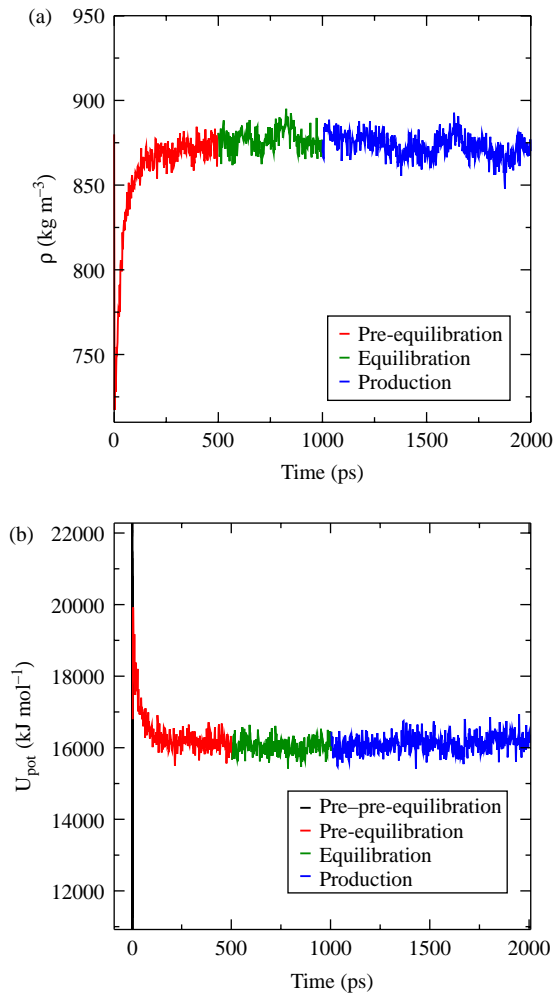 (a)
950
900
850
800
750
ρ (kg m⁻³)
Pre-equilibration
Equilibration
Production
0
500
1000
1500
2000
Time (ps)
(b)
22000
20000
18000
16000
14000
12000
U_pot (kJ mol⁻¹)
Pre–pre-equilibration
Pre-equilibration
Equilibration
Production
0
500
1000
1500
2000
Time (ps)